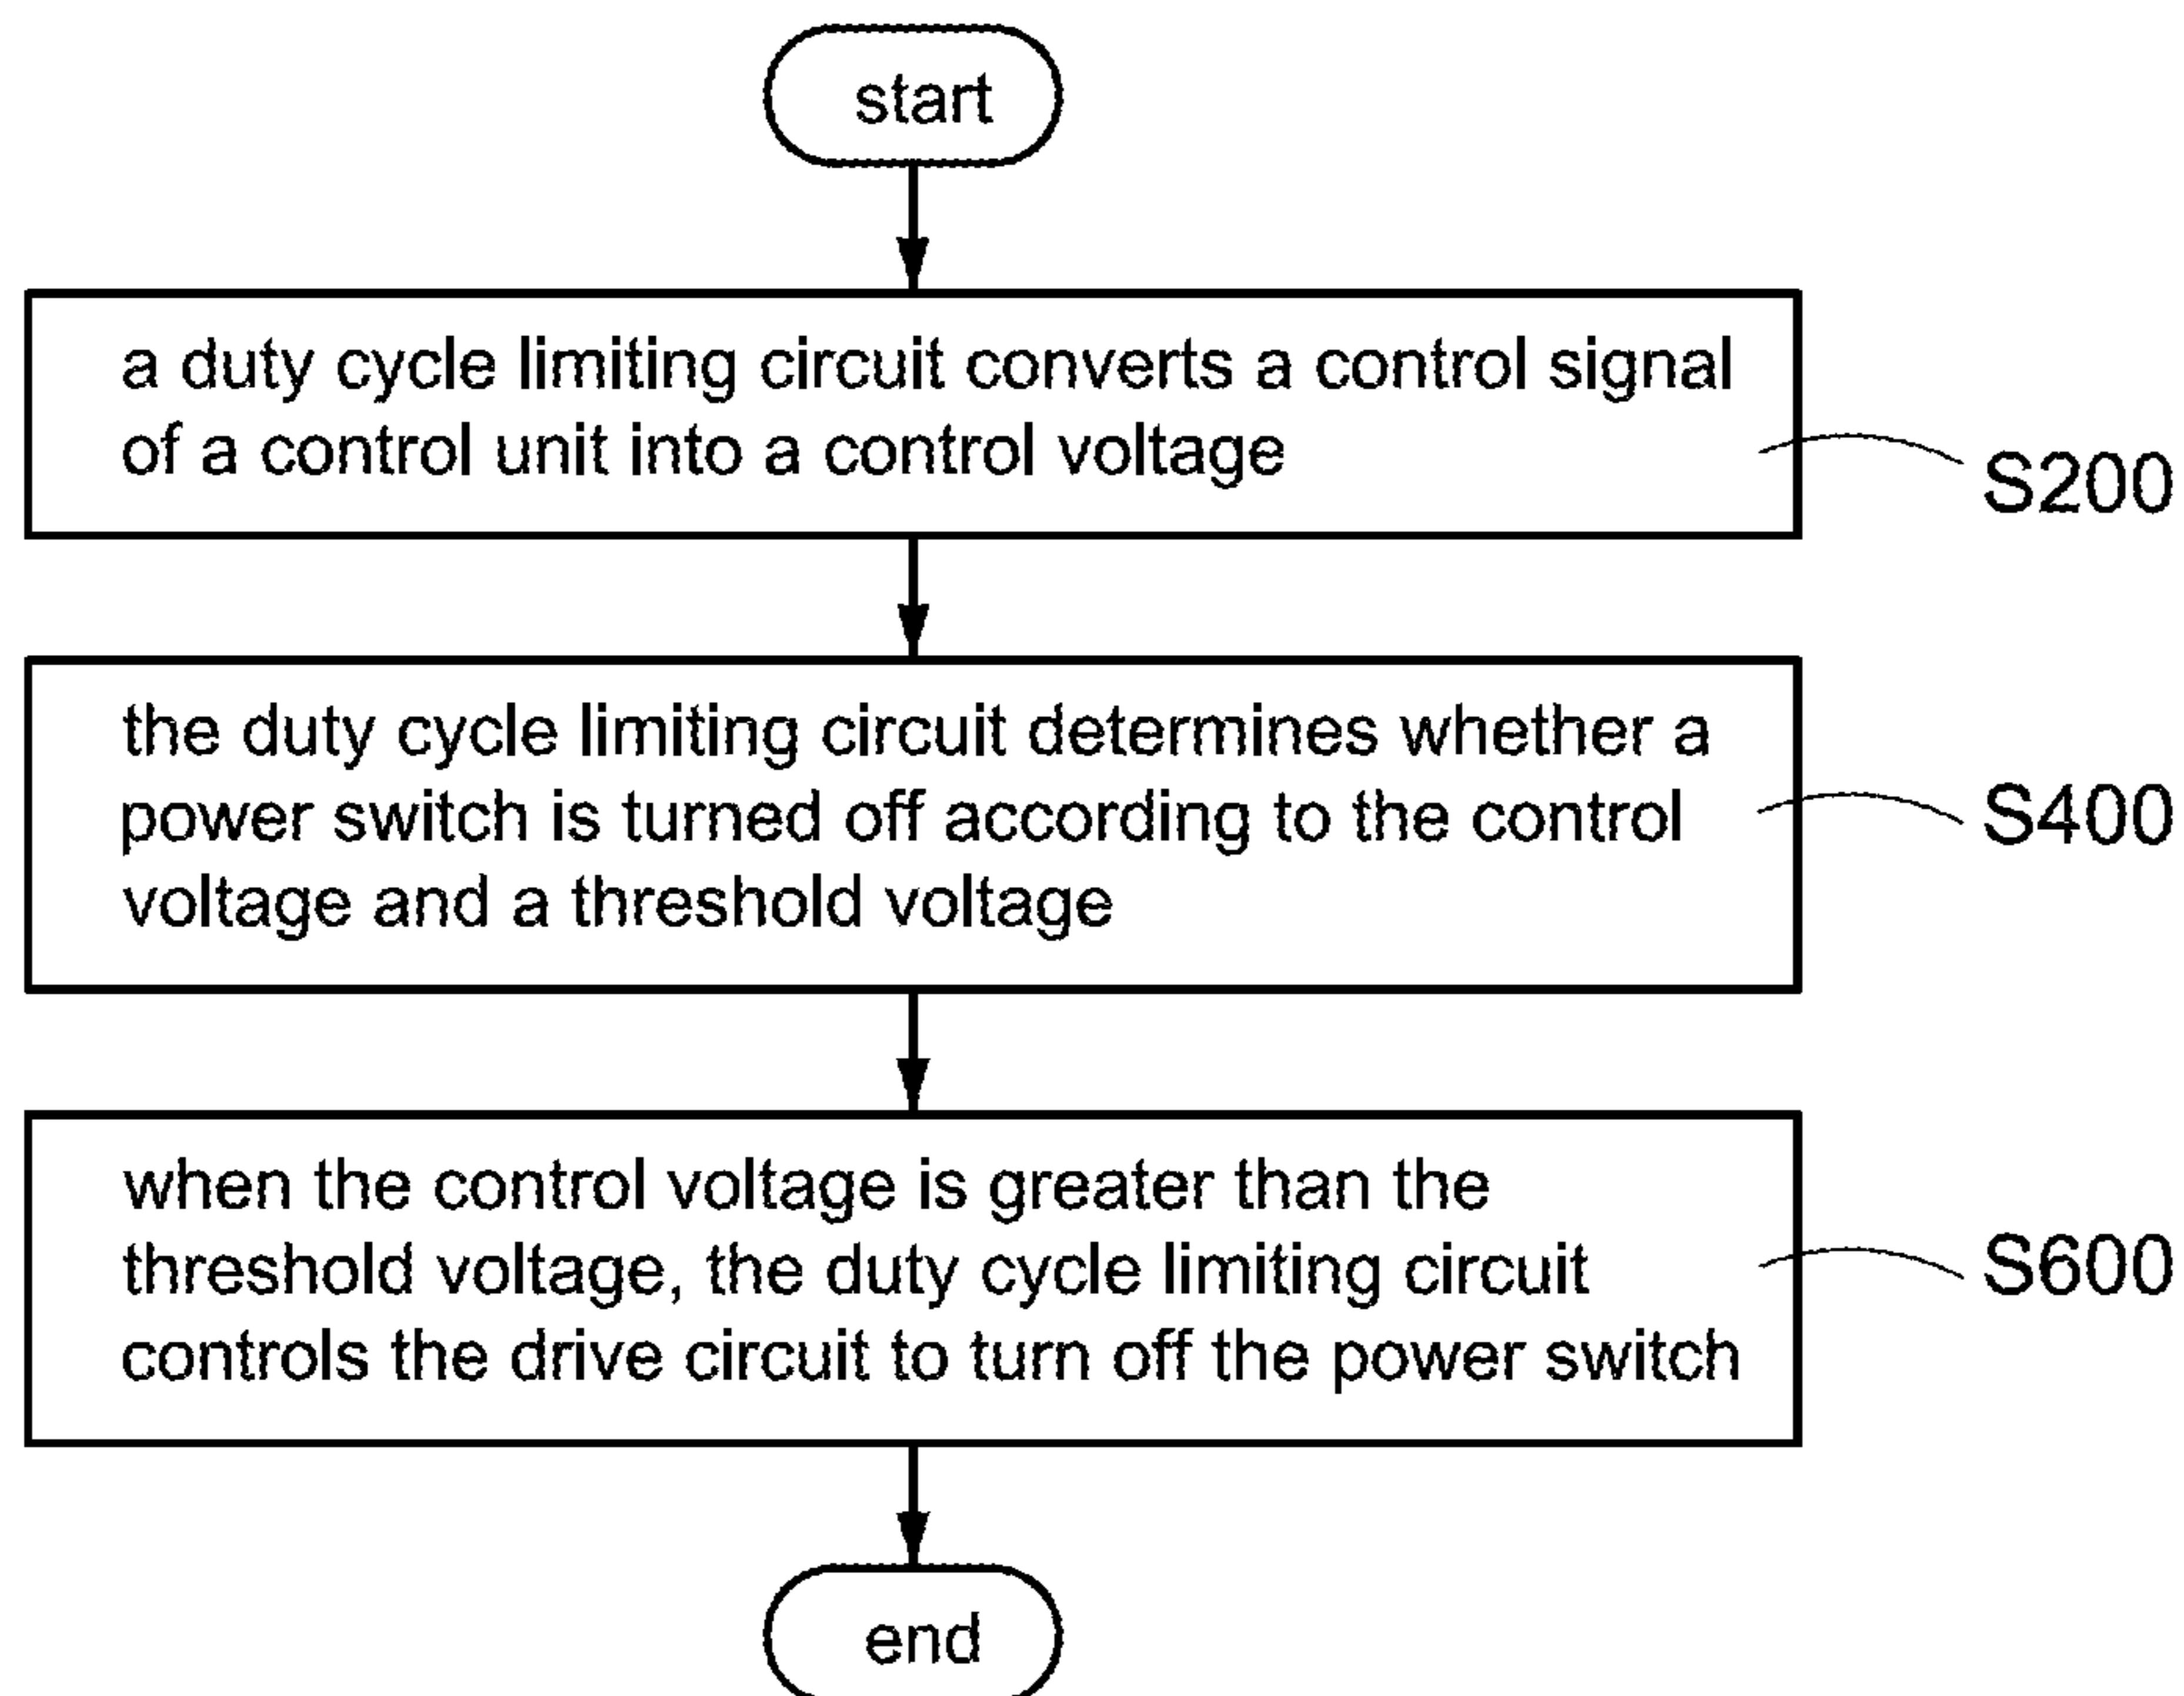 start
a duty cycle limiting circuit converts a control signal
of a control unit into a control voltage
S200
the duty cycle limiting circuit determines whether a
power switch is turned off according to the control
voltage and a threshold voltage
S400
when the control voltage is greater than the
threshold voltage, the duty cycle limiting circuit
controls the drive circuit to turn off the power switch
S600
end